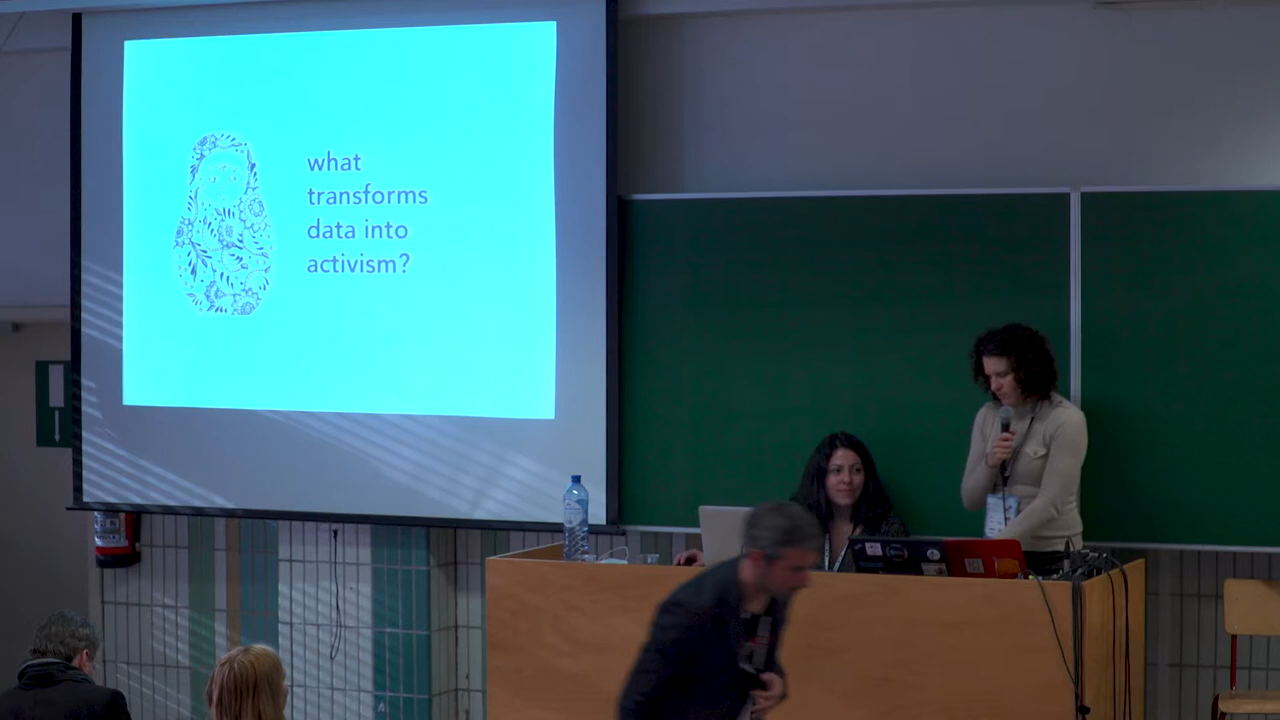 what
transforms
data into
activism?